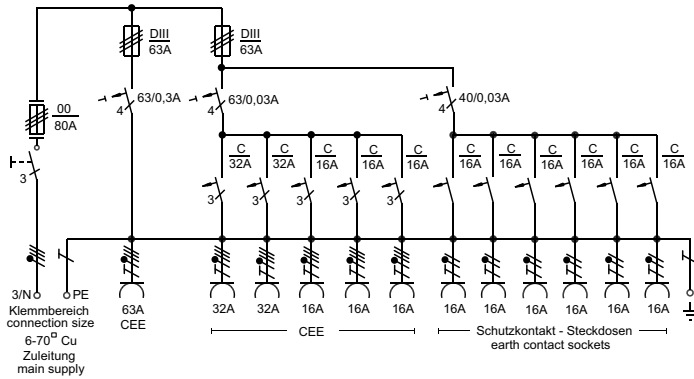 DIII
63A
DIII
63A
00
80A
63/0,3A
4
63/0,03A
4
40/0,03A
4
3
C
32A
C
32A
C
16A
C
16A
C
16A
C
16A
C
16A
C
16A
C
16A
C
16A
C
16A
3
3
3
3
3
3/N
PE
Klemmbereich
connection size
6-70□ Cu
Zuleitung
main supply
63A
CEE
32A
32A
16A
16A
16A
16A
16A
16A
16A
16A
16A
CEE
Schutzkontakt - Steckdosen
earth contact sockets